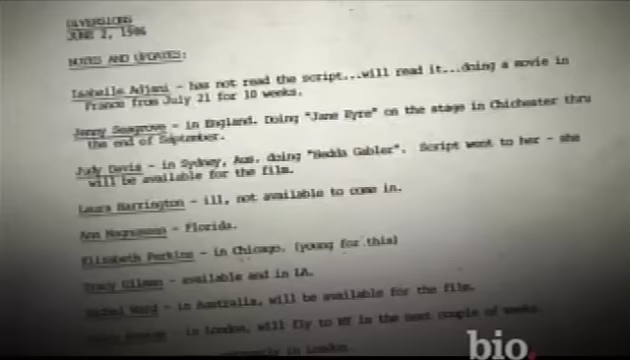 DIVERSIONS
JUNE 2, 1986
NOTES AND UPDATES:
Isabelle Adjani - has not read the script...will read it...doing a movie in
France from July 21 for 10 weeks.
Jenny Seagrove - in England. Doing "Jane Eyre" on the stage in Chichester thru
the end of September.
Judy Davis - in Sydney, Aus. doing "Hedda Gabler". Script went to her - she
will be available for the film.
Laura Harrington - ill, not available to come in.
Ann Magnuson - Florida.
Elizabeth Perkins - in Chicago. (young for this)
Tracy Ullman - available and in LA.
Rachel Ward - in Australia, will be available for the film.
- in London, will fly to NY in the next couple of weeks.
in London.
bio.